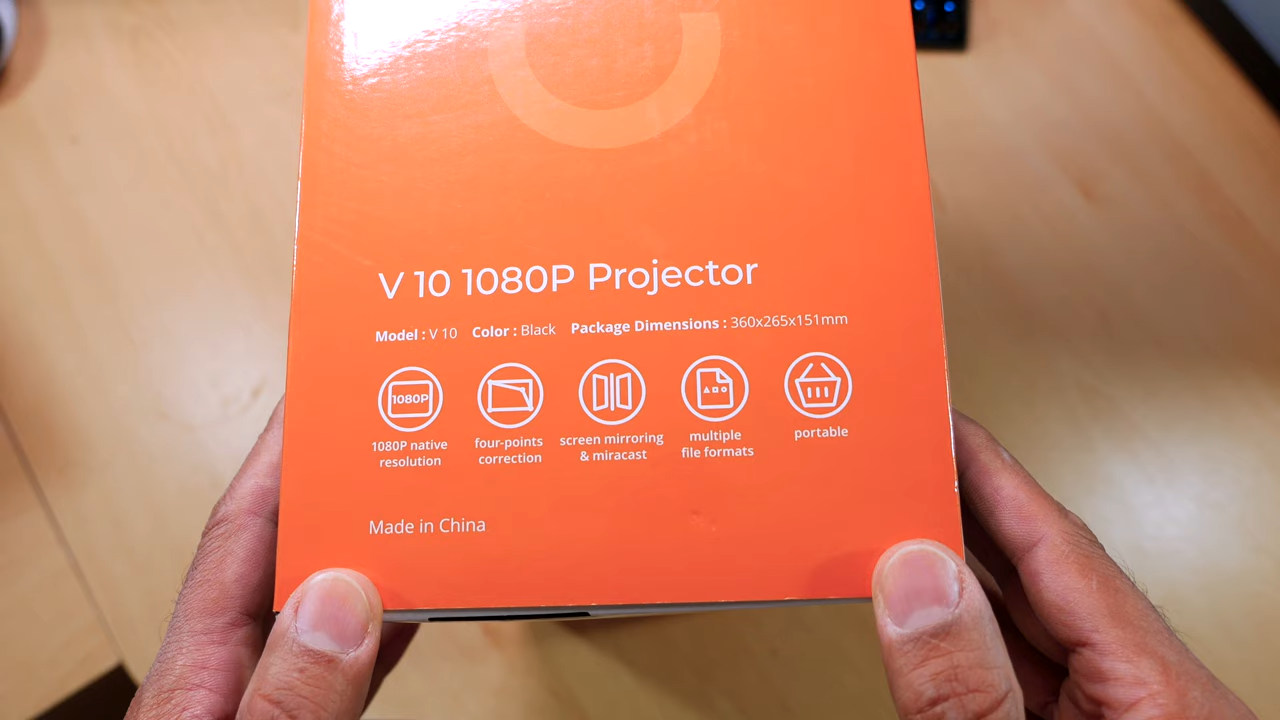 V 10 1080P Projector
Model : V 10 Color : Black Package Dimensions : 360x265x151mm
1080P
1080P native resolution
four-points correction
screen mirroring & miracast
multiple file formats
portable
Made in China